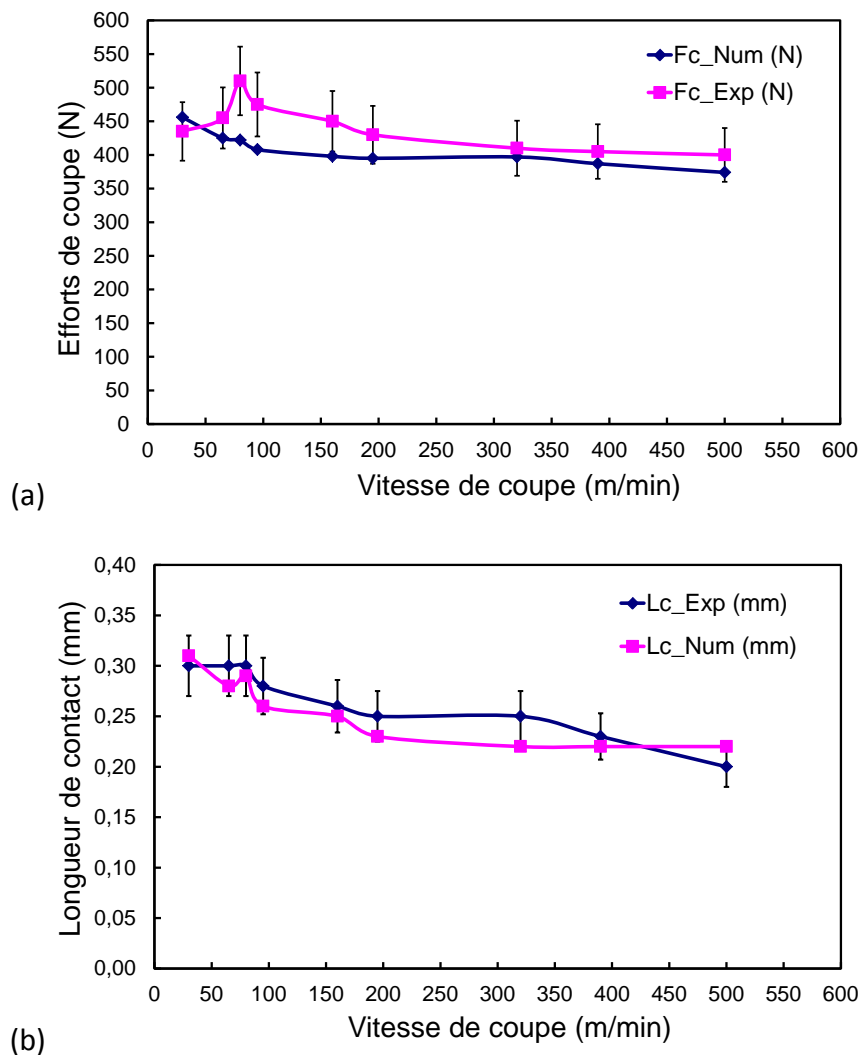 600
550
500
450
400
350
300
250
200
150
100
50
0
Efforts de coupe (N)
Fc_Num (N)
Fc_Exp (N)
0 50 100 150 200 250 300 350 400 450 500 550 600
Vitesse de coupe (m/min)
(a)
0,40
0,35
0,30
0,25
0,20
0,15
0,10
0,05
0,00
Longueur de contact (mm)
Lc_Exp (mm)
Lc_Num (mm)
0 50 100 150 200 250 300 350 400 450 500 550 600
Vitesse de coupe (m/min)
(b)